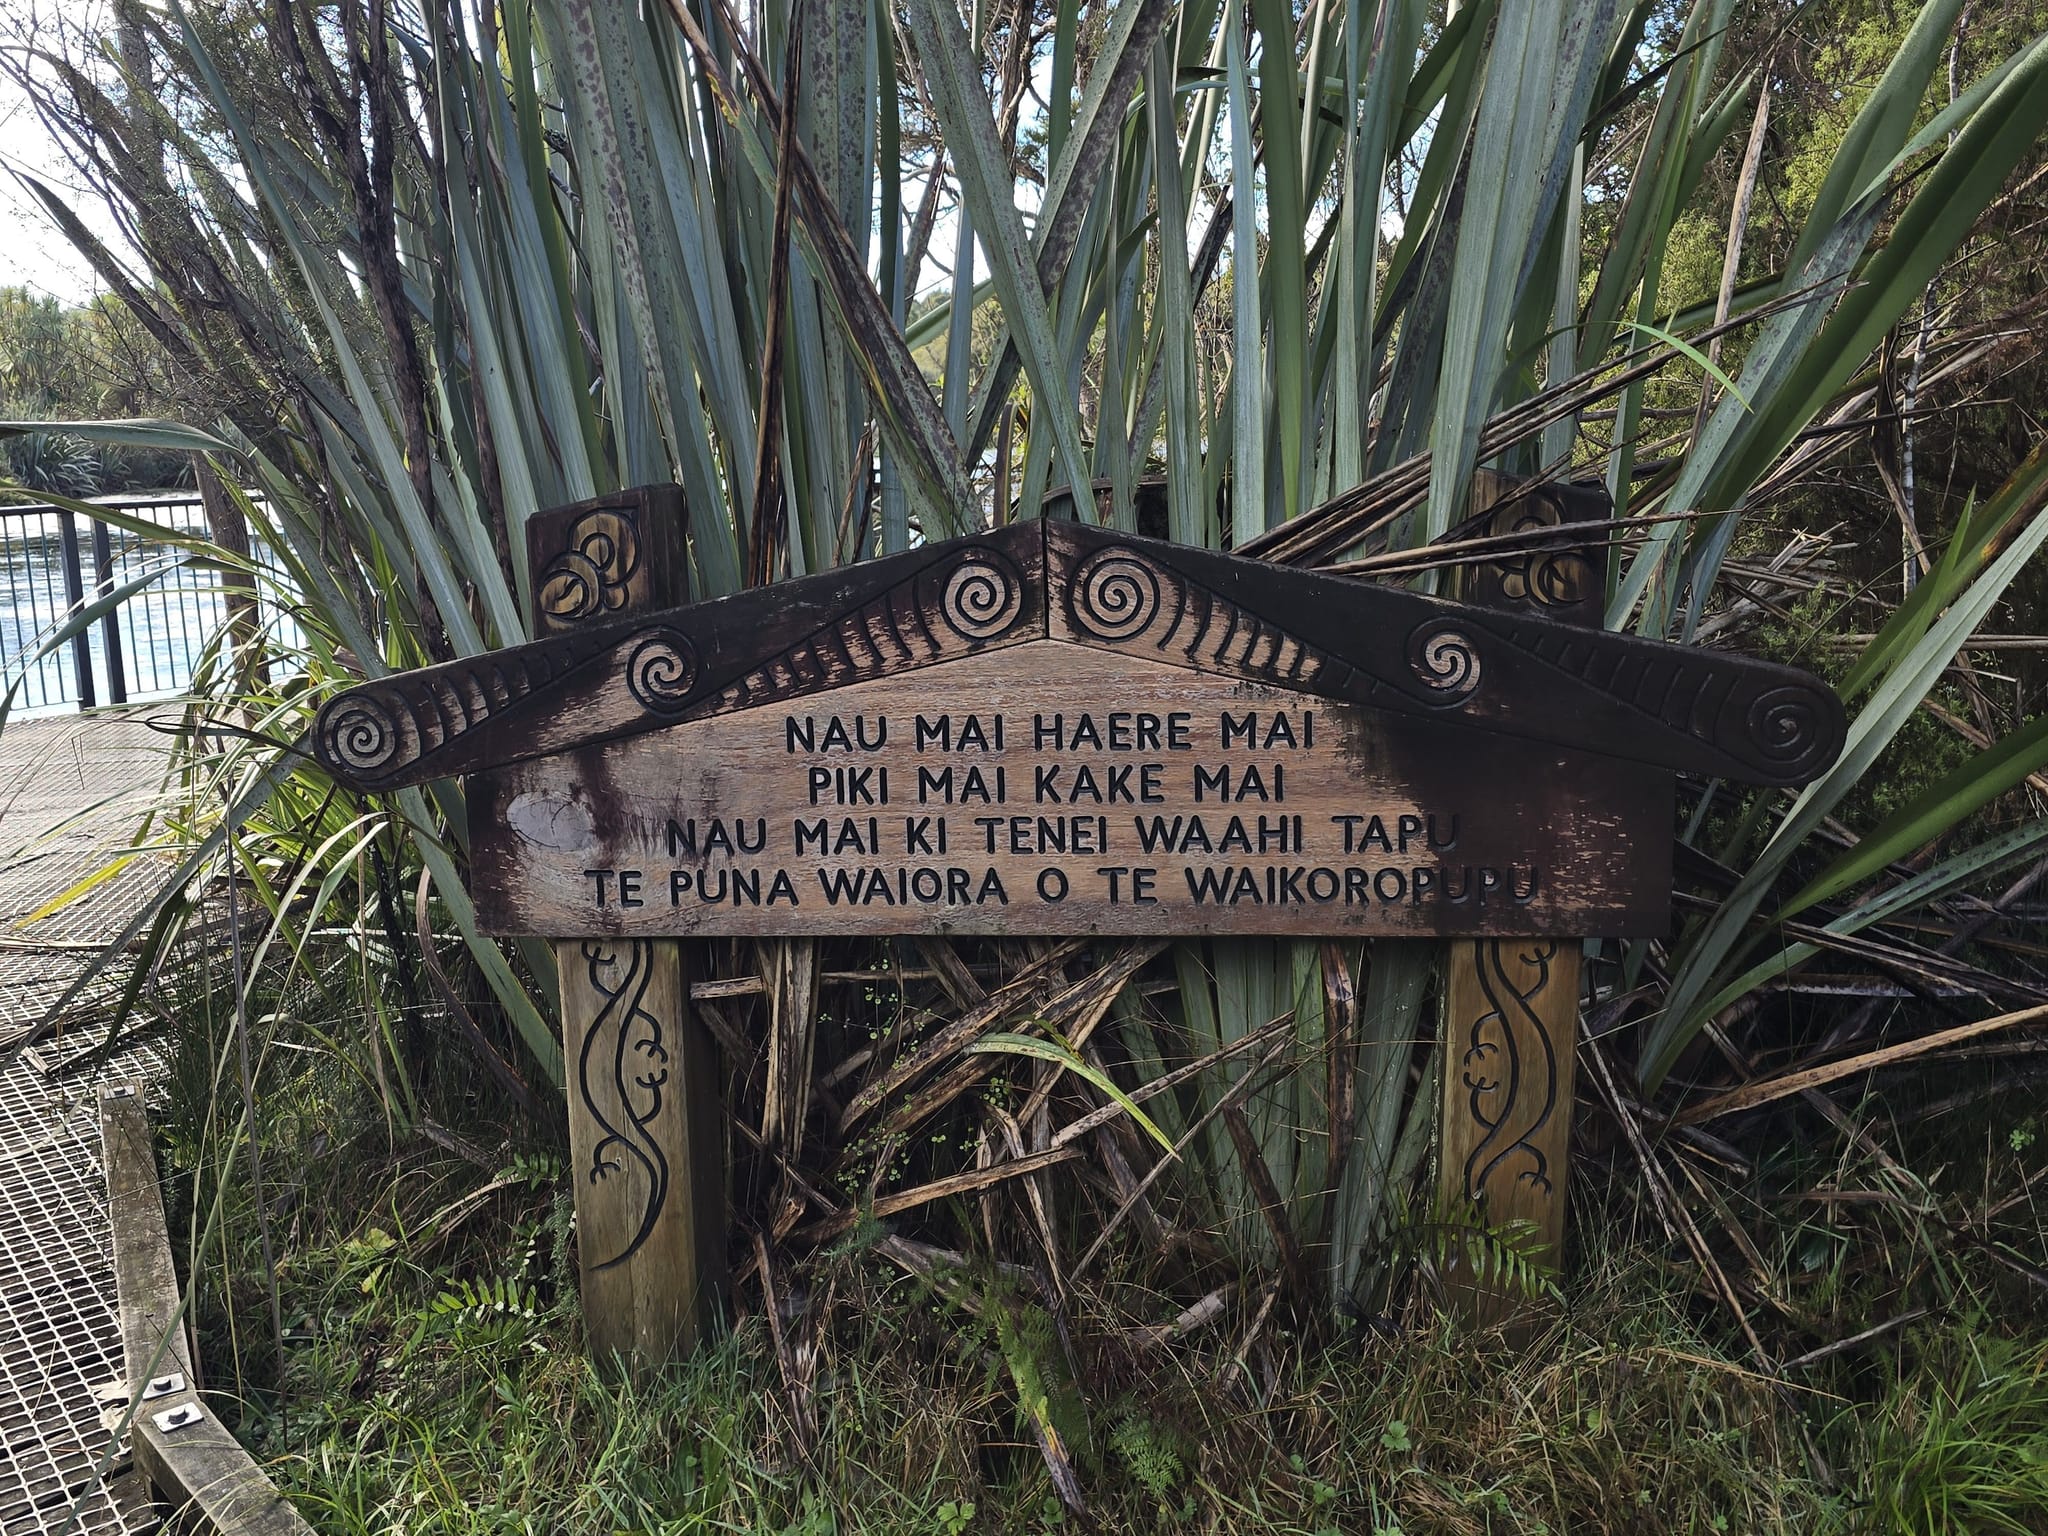 NAU MAI HAERE MAI
PIKI MAI KAKE MAI
NAU MAI KI TENEI WAAHI TAPU
TE PUNA WAIORA O TE WAIKOROPUPU